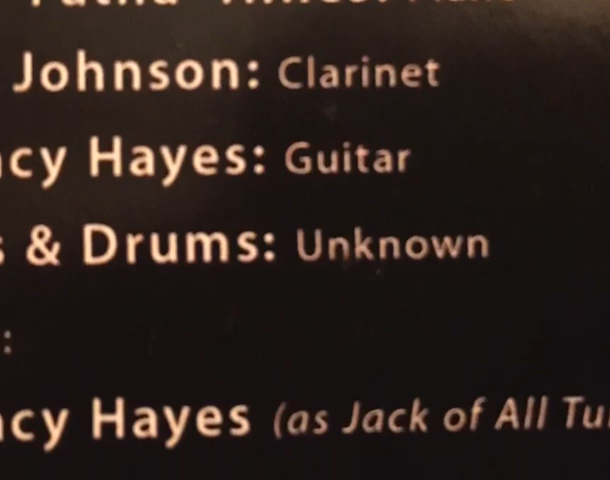 Johnson: Clarinet
cy Hayes: Guitar
& Drums: Unknown
:
cy Hayes (as Jack of All Tu